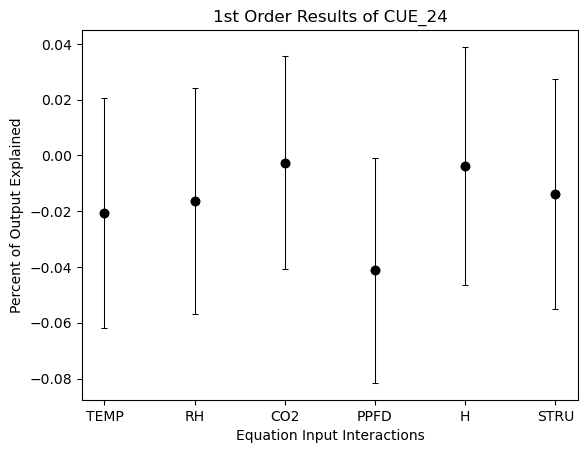 1st Order Results of CUE_24
Percent of Output Explained
0.04
0.02
0.00
−0.02
−0.04
−0.06
−0.08
TEMP RH CO2 PPFD H STRU
Equation Input Interactions